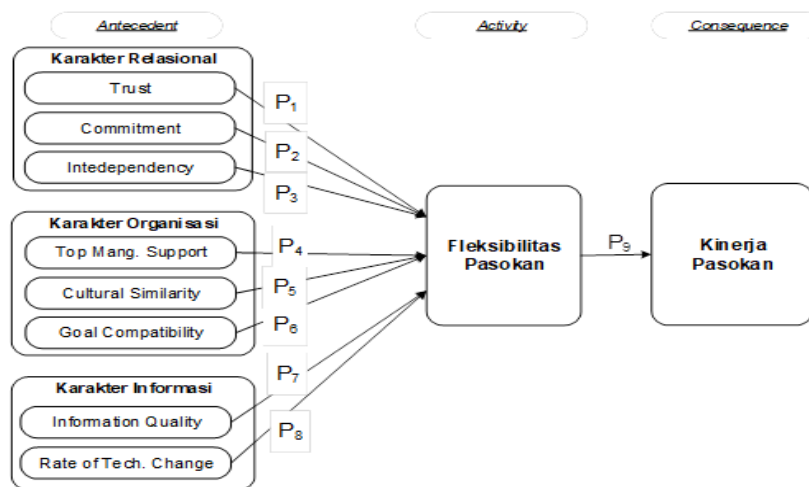 Antecedent
Activity
Consequence
Karakter Relasional
Trust
Commitment
Intedependency
P1
P2
P3
Karakter Organisasi
Top Mang. Support
Cultural Similarity
Goal Compatibility
P4
P5
P6
Karakter Informasi
Information Quality
Rate of Tech. Change
P7
P8
Fleksibilitas
Pasokan
P9
Kinerja
Pasokan